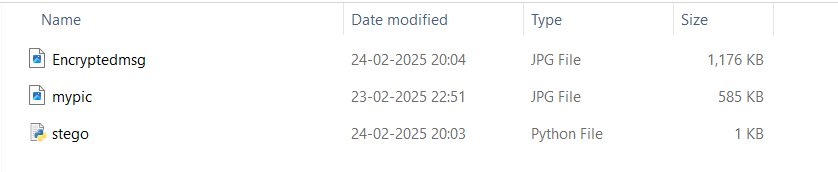 Name Date modified Type Size
Encryptedmsg 24-02-2025 20:04 JPG File 1,176 KB
mypic 23-02-2025 22:51 JPG File 585 KB
stego 24-02-2025 20:03 Python File 1 KB